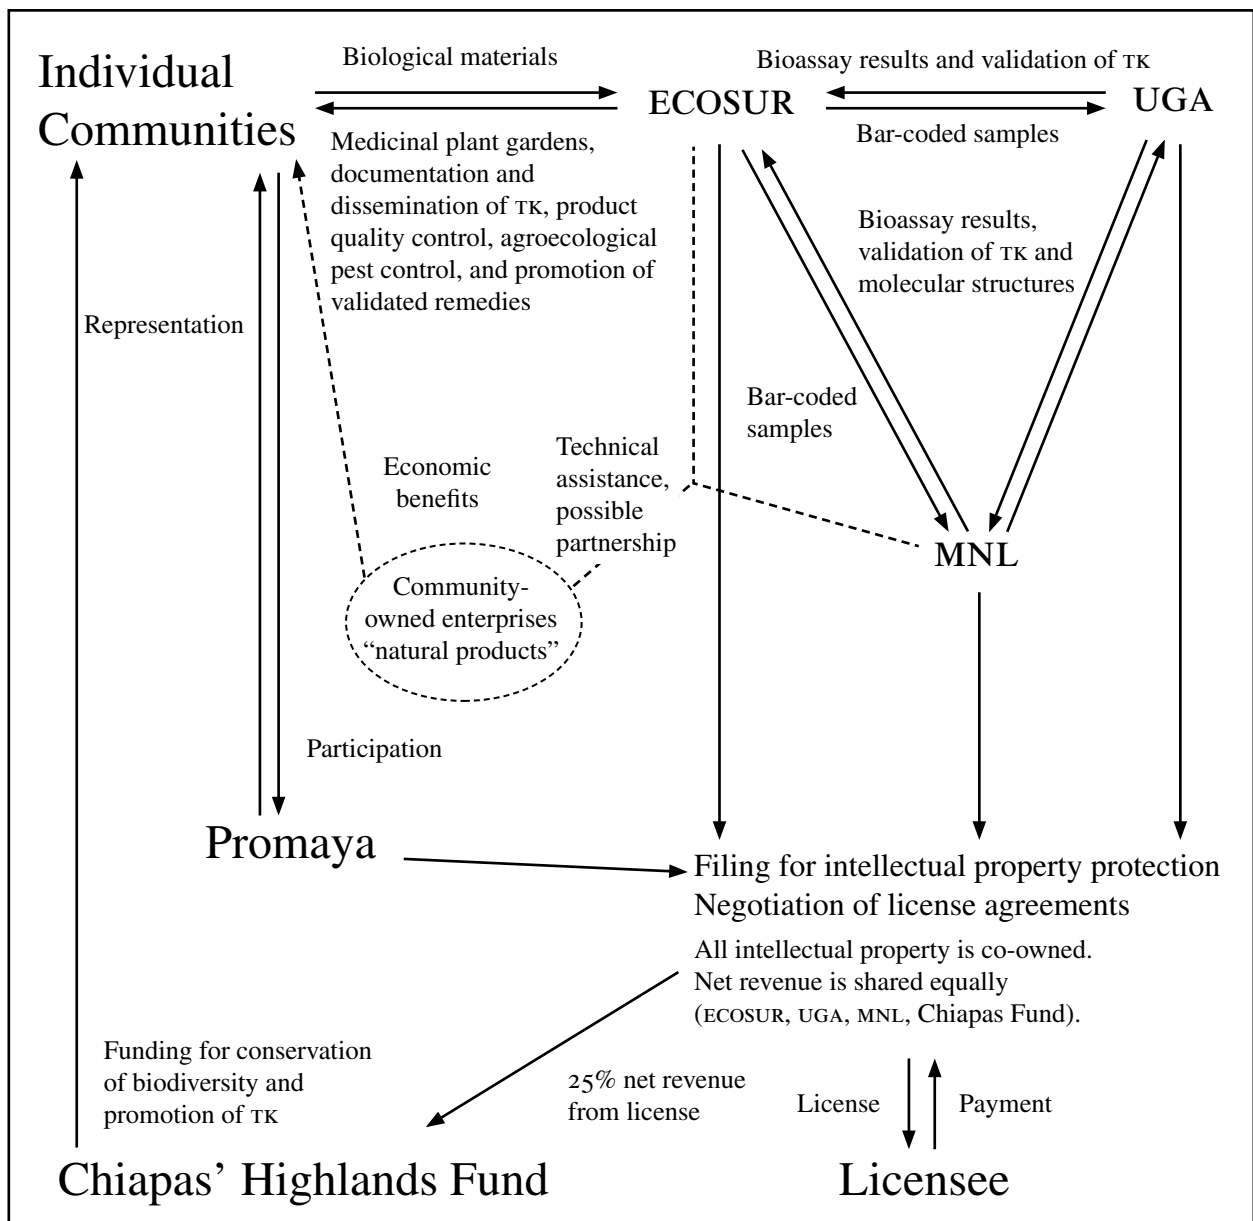 Individual
Communities
Biological materials
ECOSUR
Bioassay results and validation of TK
UGA
Bar-coded samples
Medicinal plant gardens,
documentation and
dissemination of TK, product
quality control, agroecological
pest control, and promotion of
validated remedies
Bioassay results,
validation of TK and
molecular structures
Representation
Bar-coded
samples
Economic
benefits
Technical
assistance,
possible
partnership
MNL
Community-
owned enterprises
“natural products”
Participation
Promaya
Filing for intellectual property protection
Negotiation of license agreements
All intellectual property is co-owned.
Net revenue is shared equally
(ECOSUR, UGA, MNL, Chiapas Fund).
Funding for conservation
of biodiversity and
promotion of TK
25% net revenue
from license
License
Payment
Chiapas’ Highlands Fund
Licensee